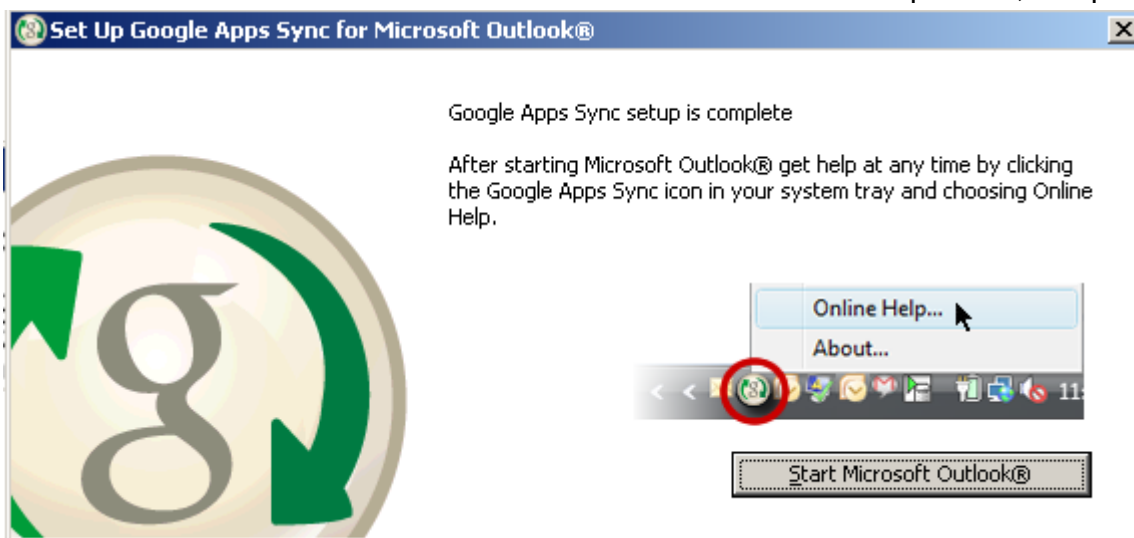 Set Up Google Apps Sync for Microsoft Outlook®
Google Apps Sync setup is complete
After starting Microsoft Outlook® get help at any time by clicking
the Google Apps Sync icon in your system tray and choosing Online
Help.
Online Help...
About...
11:
Start Microsoft Outlook®
g